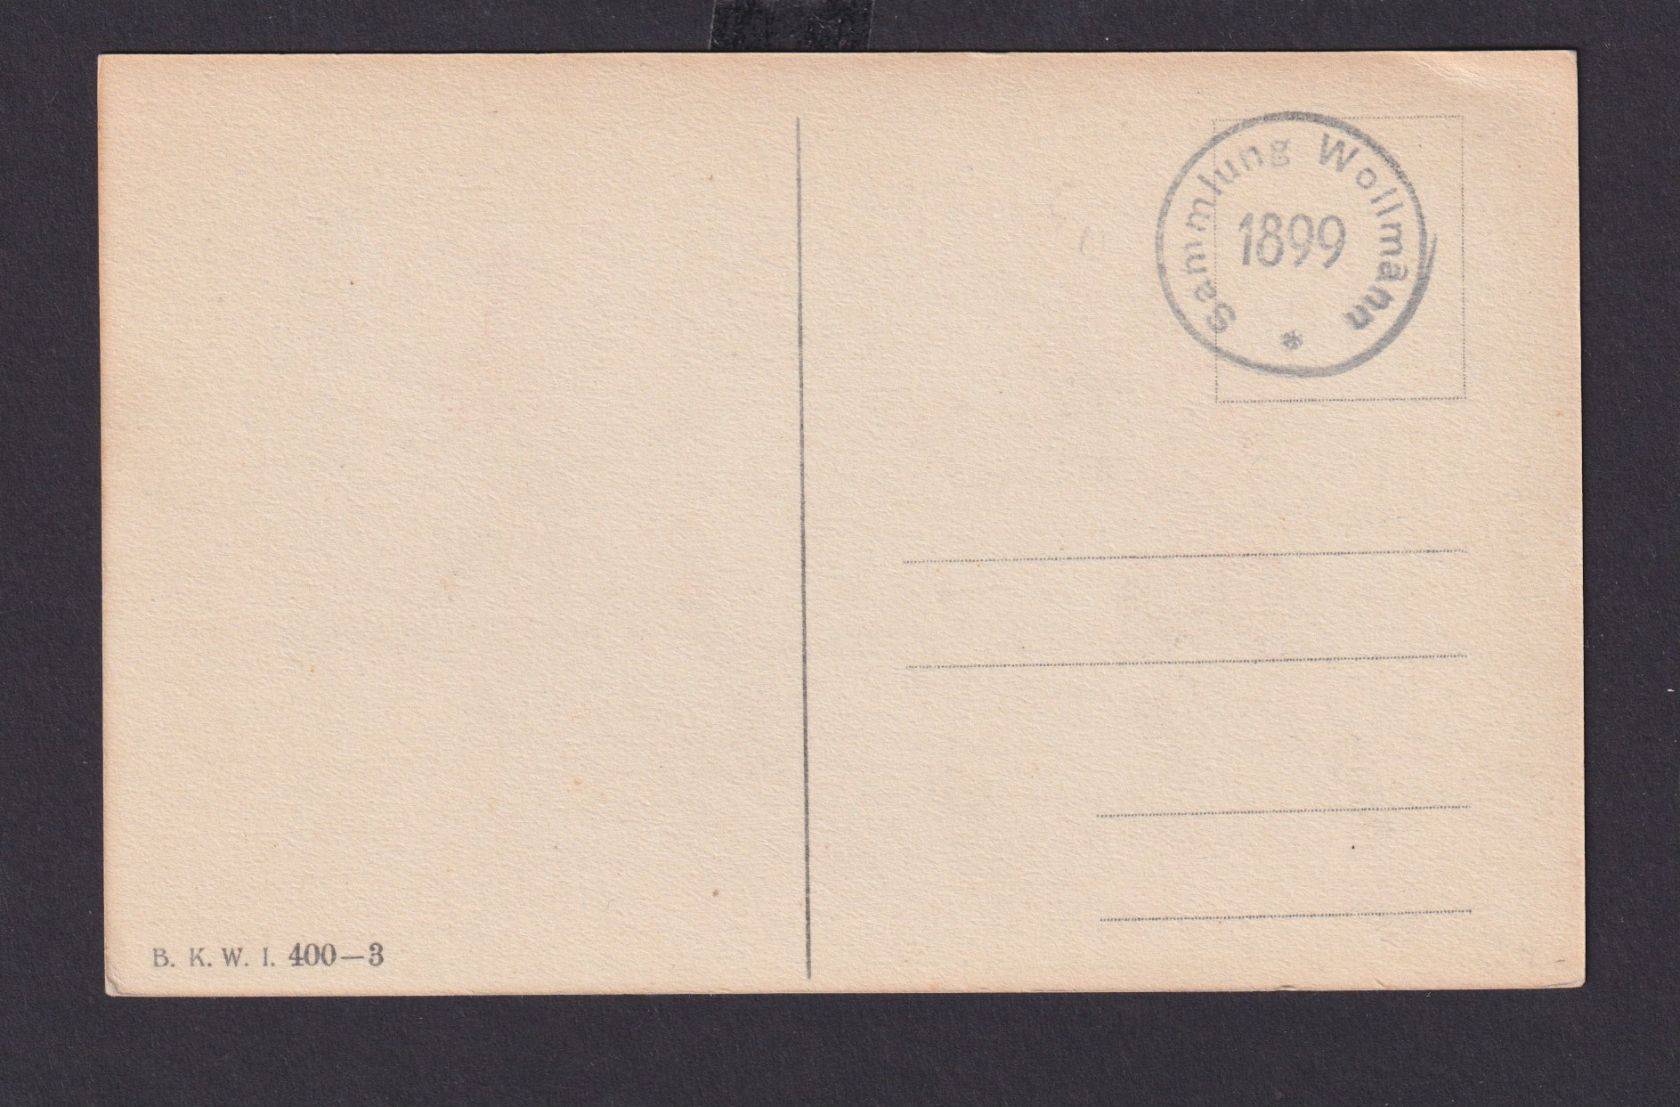 Sammlung Wollmann
1899
*
B. K. W. I. 400—3